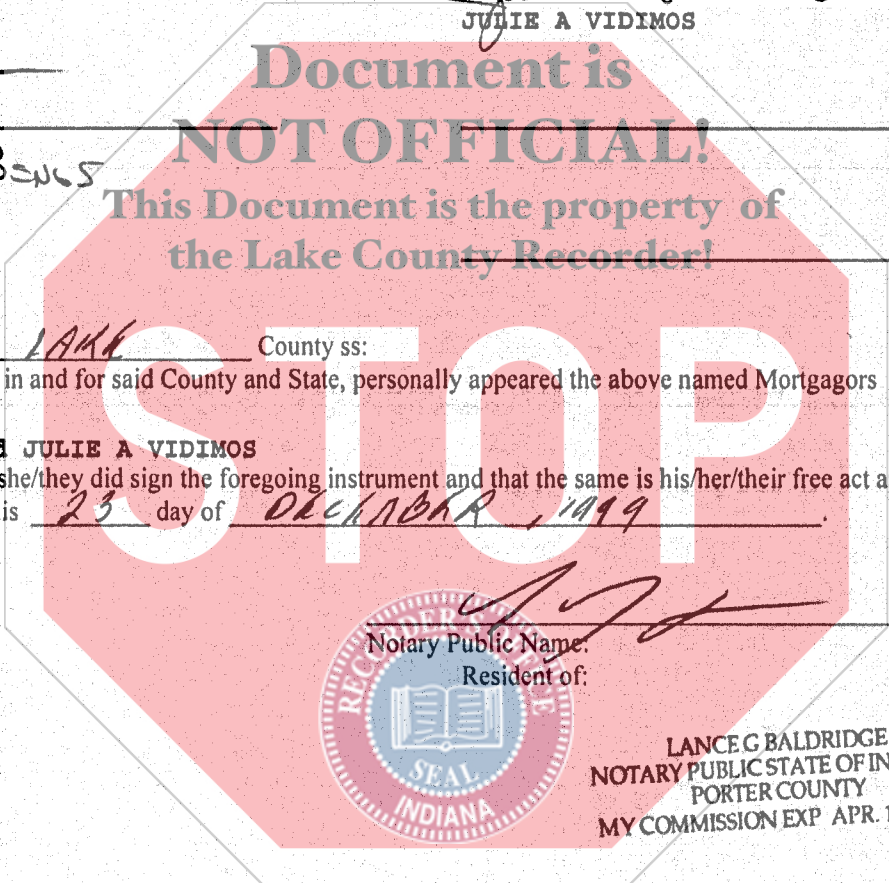 JULIE A VIDIMOS
Document is
NOT OFFICIAL!
This Document is the property of
the Lake County Recorder!
STOP
LAKE County ss:
in and for said County and State, personally appeared the above named Mortgagors
JULIE A VIDIMOS
she/they did sign the foregoing instrument and that the same is his/her/their free act a
is 23 day of DECEMBER, 1999.
Notary Public Name:
Resident of:
RECORDER'S OFFICE
SEAL
INDIANA
LANCE G BALDRIDGE
NOTARY PUBLIC STATE OF IN
PORTER COUNTY
MY COMMISSION EXP APR. 1